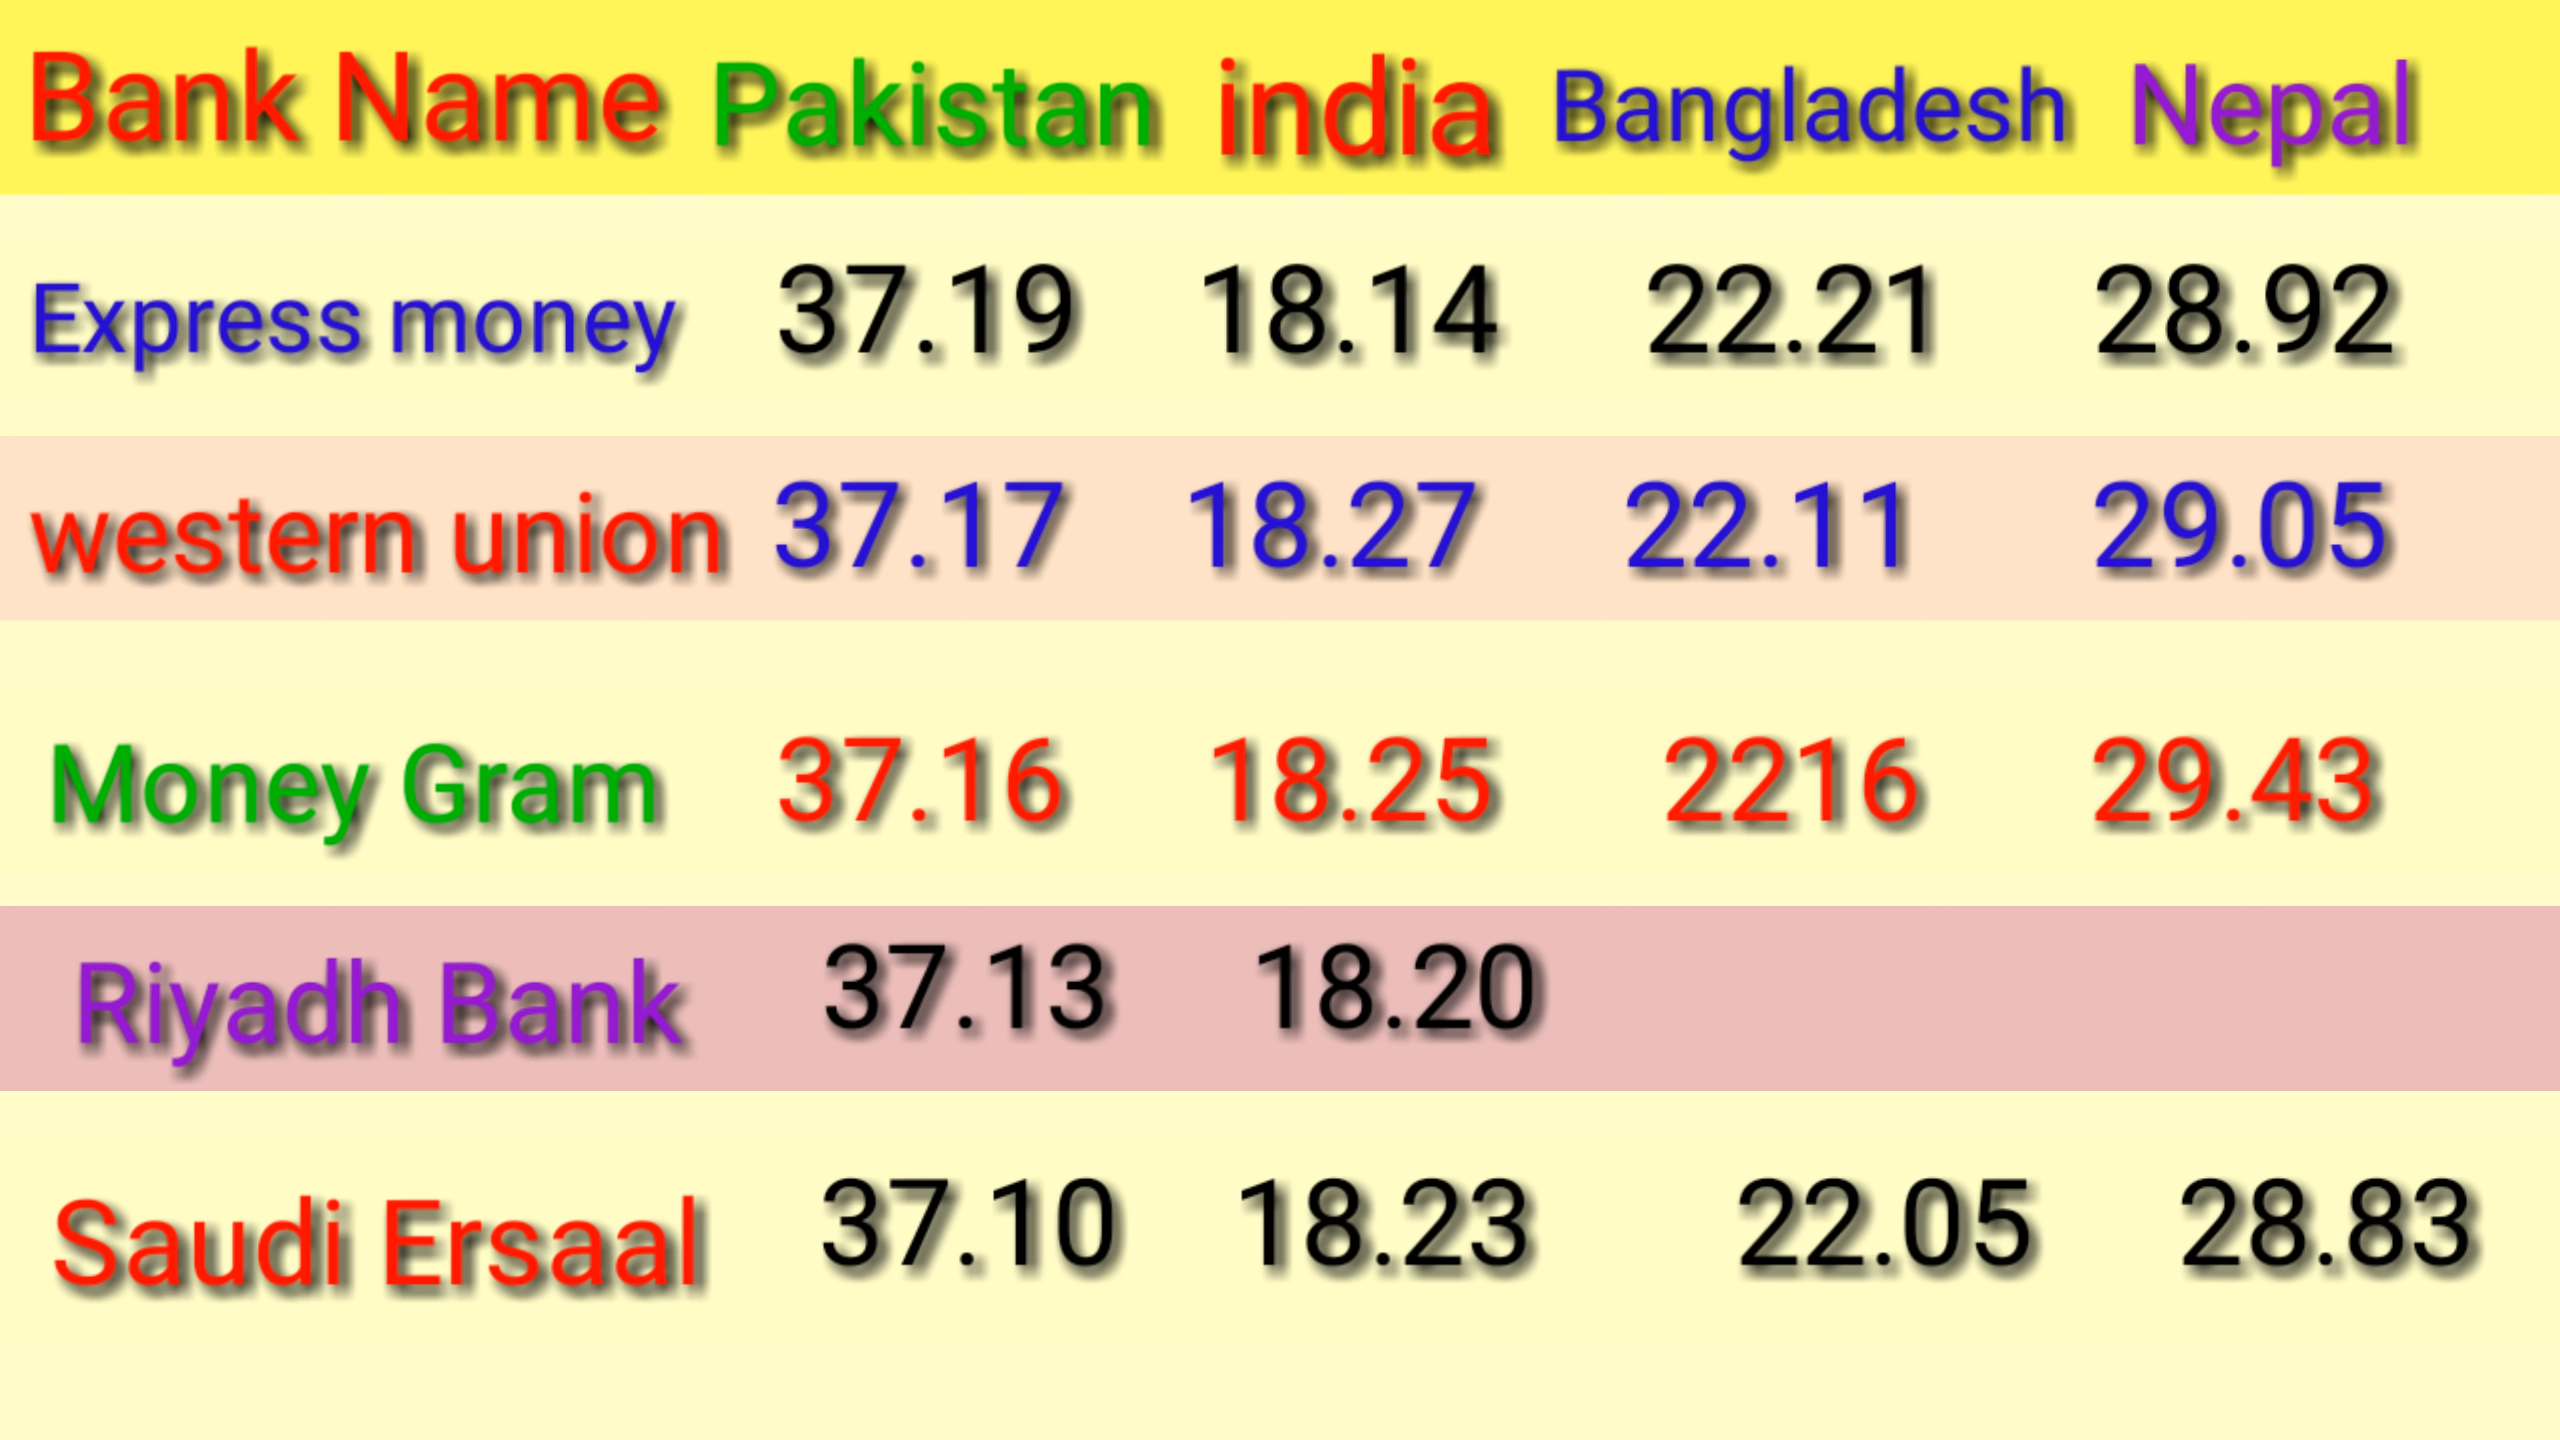 Bank Name Pakistan india Bangladesh Nepal
Express money 37.19 18.14 22.21 28.92
western union 37.17 18.27 22.11 29.05
Money Gram 37.16 18.25 2216 29.43
Riyadh Bank 37.13 18.20
Saudi Ersaal 37.10 18.23 22.05 28.83